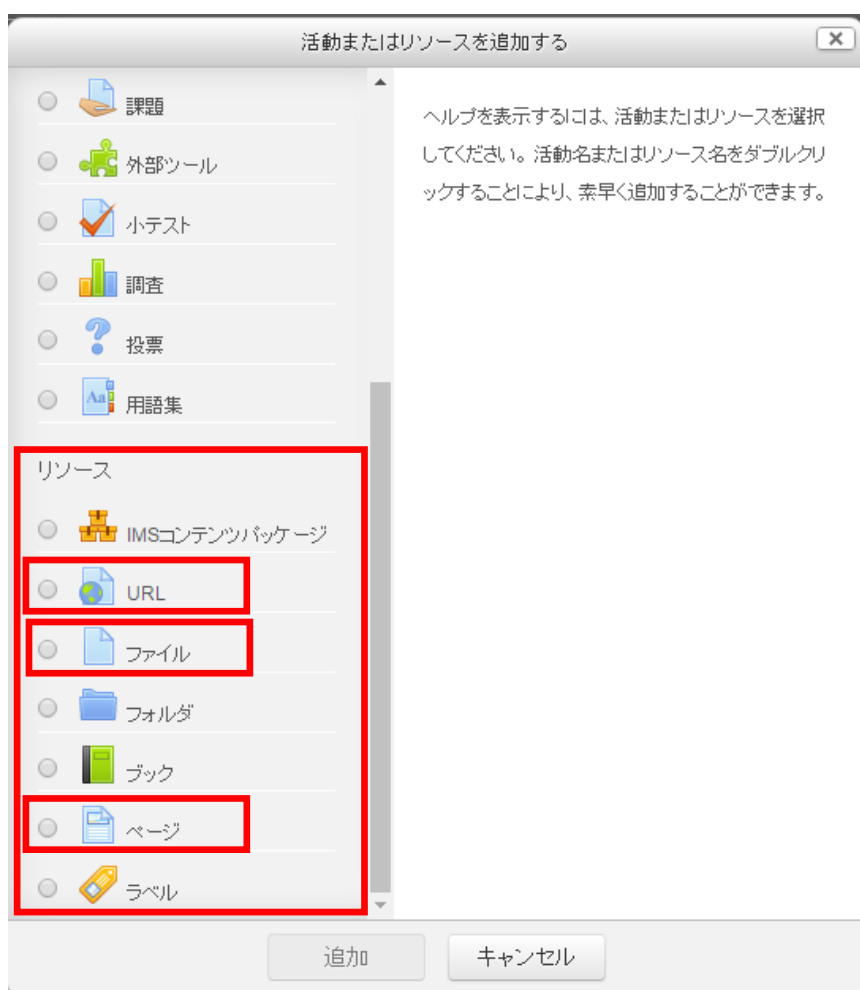 活動またはリソースを追加する
課題
外部ツール
小テスト
調査
投票
用語集
リソース
IMSコンテンツパッケージ
URL
ファイル
フォルダ
ブック
ページ
ラベル
ヘルプを表示するには、活動またはリソースを選択
してください。活動名またはリソース名をダブルクリ
ックすることにより、素早く追加することができます。
追加
キャンセル